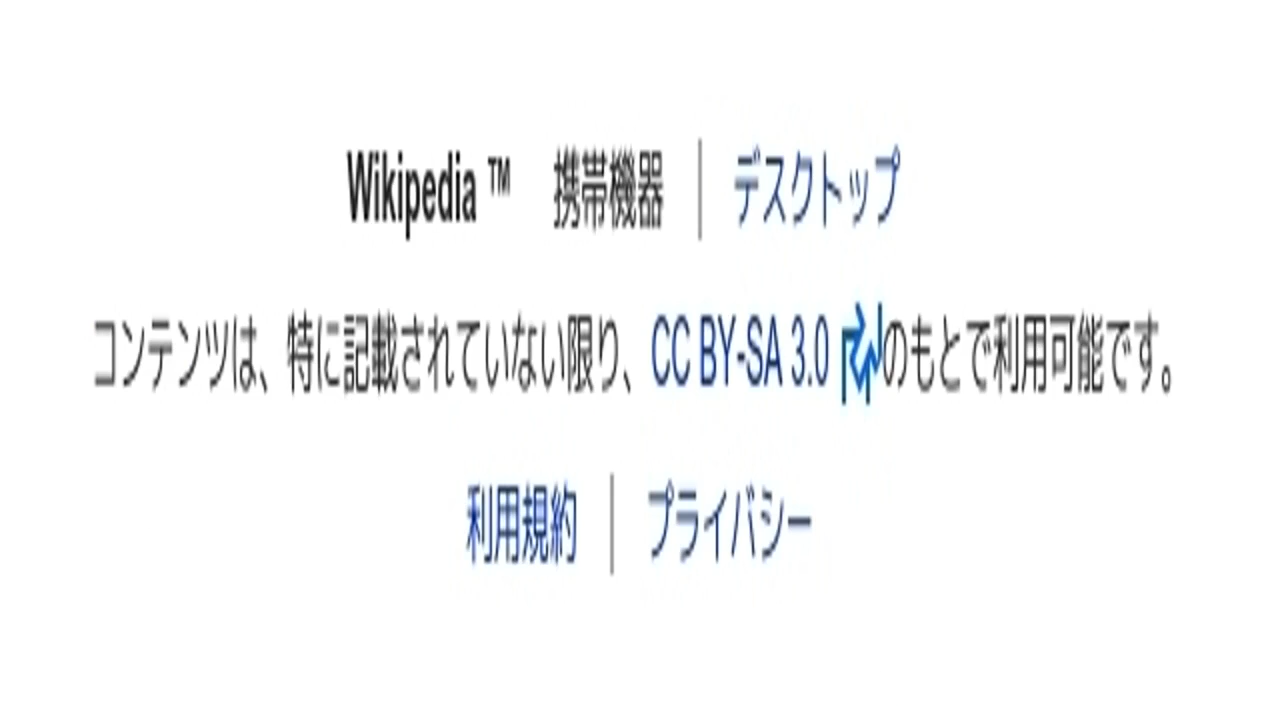 Wikipedia ™ 携帯機器 | デスクトップ
コンテンツは、特に記載されていない限り、CC BY-SA 3.0 のもとで利用可能です。
利用規約 | プライバシー